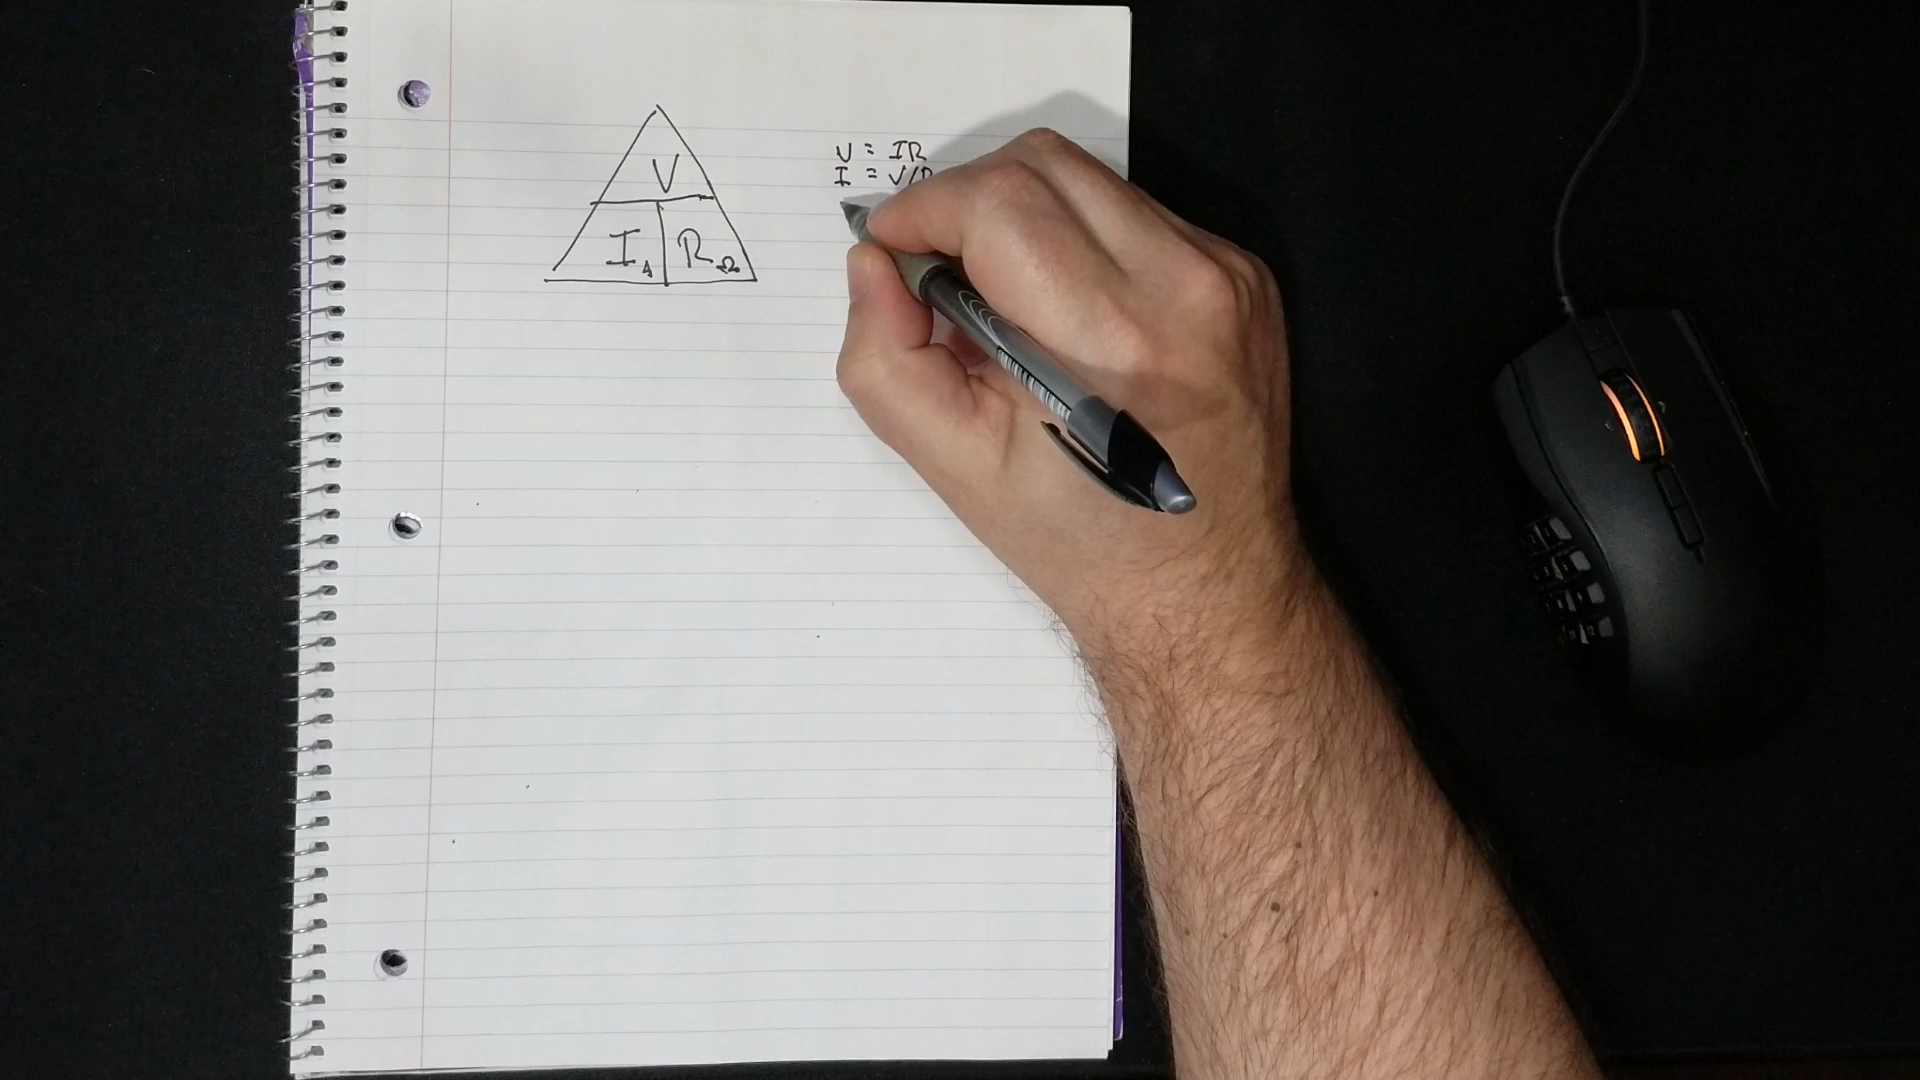 V
I A R Ω
V = IR
I = V/R